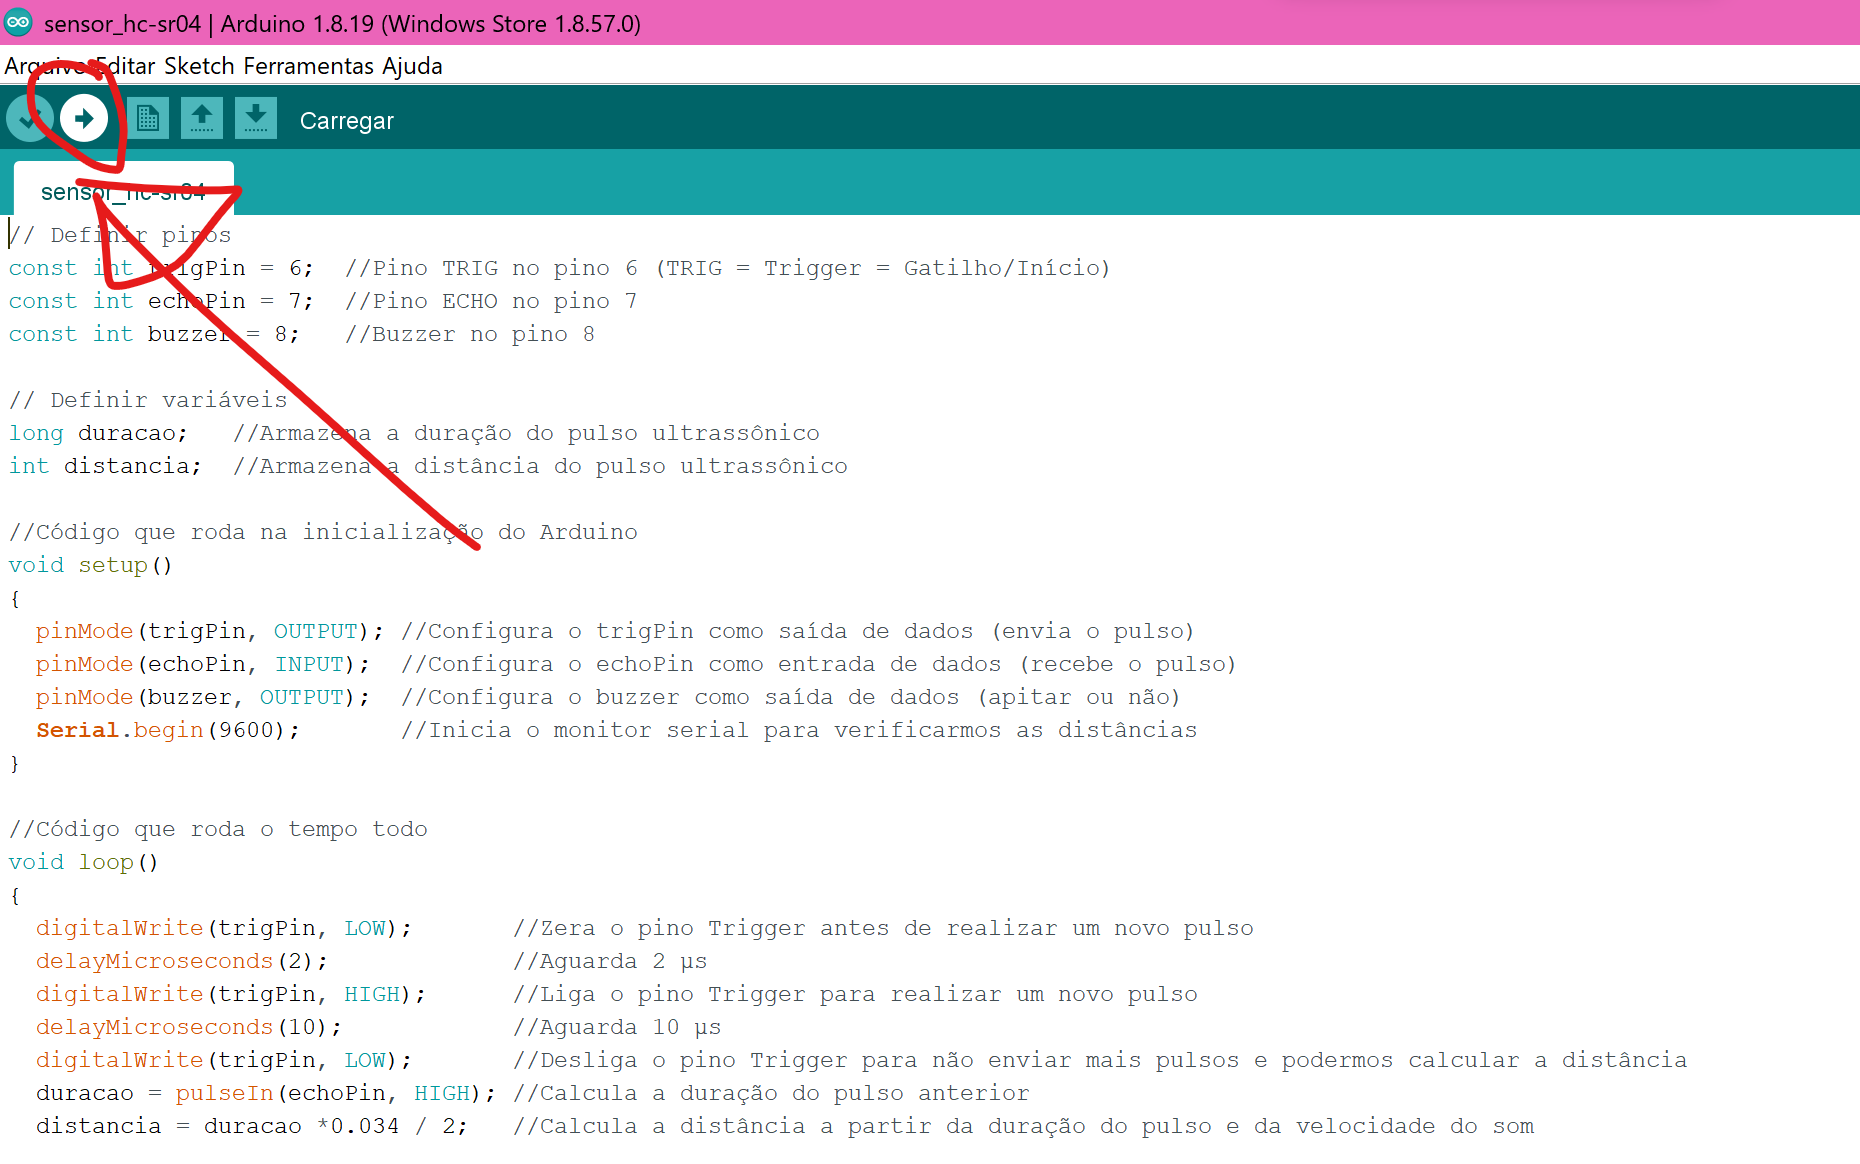 sensor_hc-sr04 | Arduino 1.8.19 (Windows Store 1.8.57.0)
Arquivo Editar Sketch Ferramentas Ajuda
Carregar
sensor_hc-sr04
// Definir pinos
const int trigPin = 6;  //Pino TRIG no pino 6 (TRIG = Trigger = Gatilho/Início)
const int echoPin = 7;  //Pino ECHO no pino 7
const int buzzer = 8;   //Buzzer no pino 8
// Definir variáveis
long duracao;   //Armazena a duração do pulso ultrassônico
int distancia;  //Armazena a distância do pulso ultrassônico
//Código que roda na inicialização do Arduino
void setup()
{
  pinMode(trigPin, OUTPUT); //Configura o trigPin como saída de dados (envia o pulso)
  pinMode(echoPin, INPUT);  //Configura o echoPin como entrada de dados (recebe o pulso)
  pinMode(buzzer, OUTPUT);  //Configura o buzzer como saída de dados (apitar ou não)
  Serial.begin(9600);       //Inicia o monitor serial para verificarmos as distâncias
}
//Código que roda o tempo todo
void loop()
{
  digitalWrite(trigPin, LOW);       //Zera o pino Trigger antes de realizar um novo pulso
  delayMicroseconds(2);             //Aguarda 2 µs
  digitalWrite(trigPin, HIGH);      //Liga o pino Trigger para realizar um novo pulso
  delayMicroseconds(10);            //Aguarda 10 µs
  digitalWrite(trigPin, LOW);       //Desliga o pino Trigger para não enviar mais pulsos e podermos calcular a distância
  duracao = pulseIn(echoPin, HIGH); //Calcula a duração do pulso anterior
  distancia = duracao *0.034 / 2;   //Calcula a distância a partir da duração do pulso e da velocidade do som